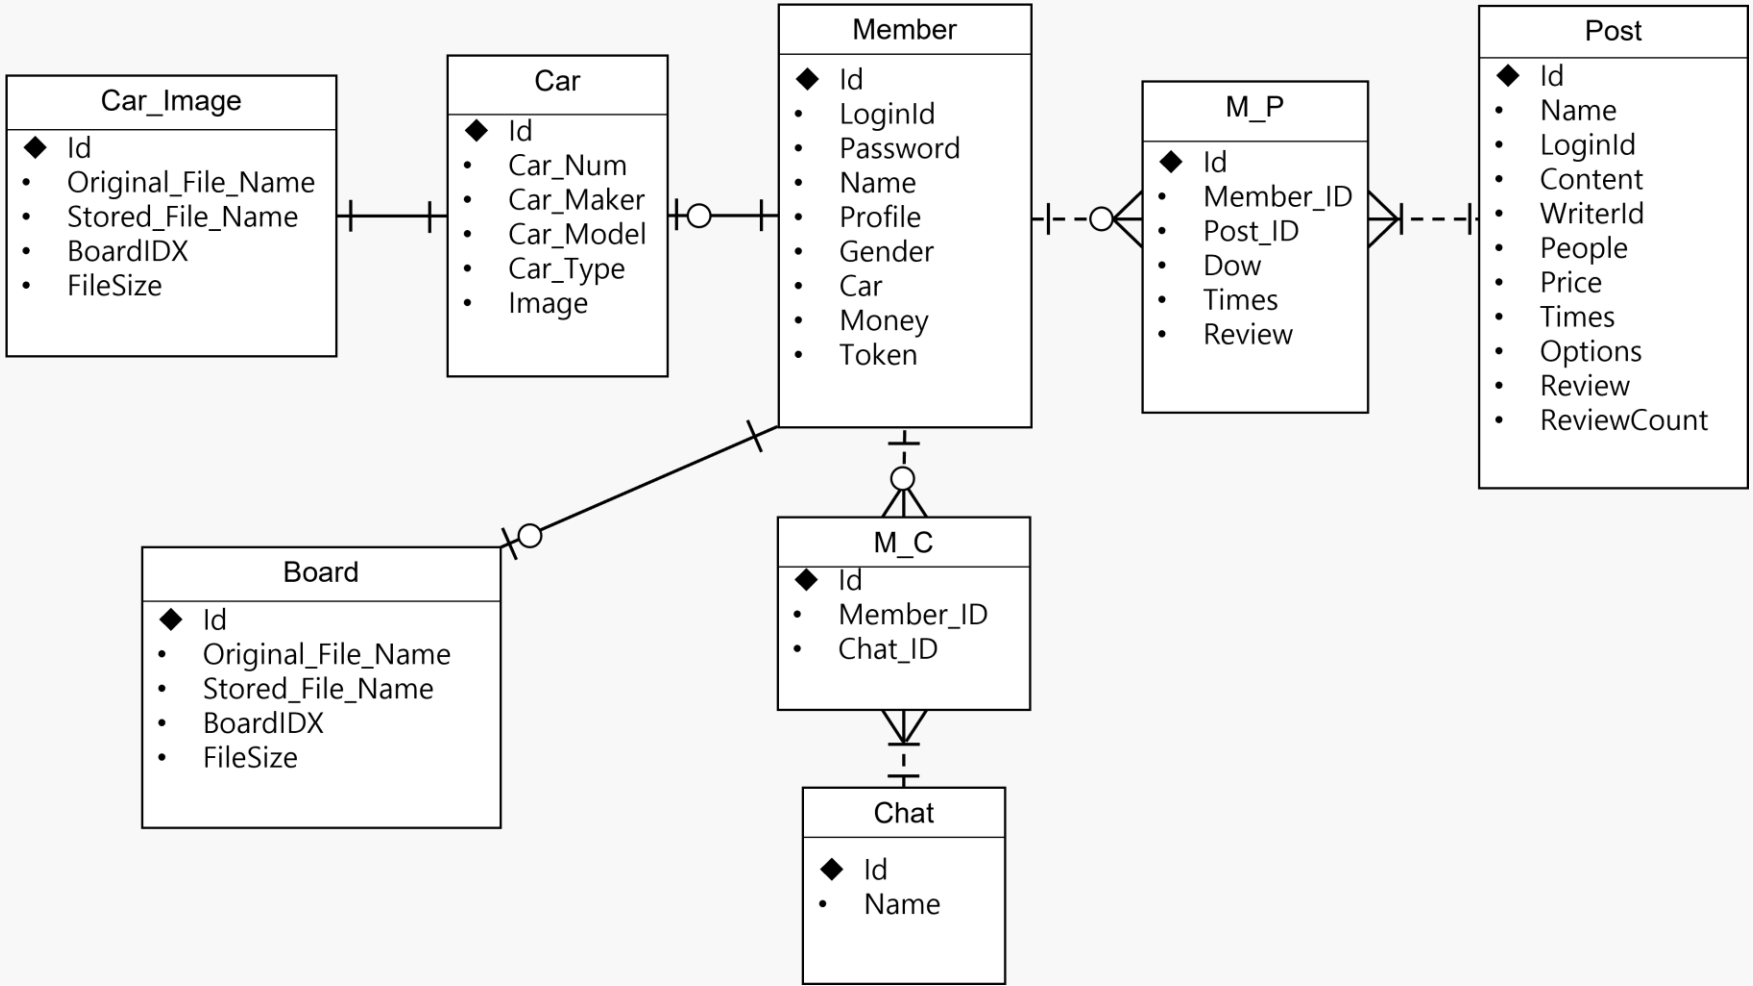 Car_Image
Id
Original_File_Name
Stored_File_Name
BoardIDX
FileSize
Car
Id
Car_Num
Car_Maker
Car_Model
Car_Type
Image
Member
Id
LoginId
Password
Name
Profile
Gender
Car
Money
Token
M_P
Id
Member_ID
Post_ID
Dow
Times
Review
Post
Id
Name
LoginId
Content
WriterId
People
Price
Times
Options
Review
ReviewCount
Board
Id
Original_File_Name
Stored_File_Name
BoardIDX
FileSize
M_C
Id
Member_ID
Chat_ID
Chat
Id
Name